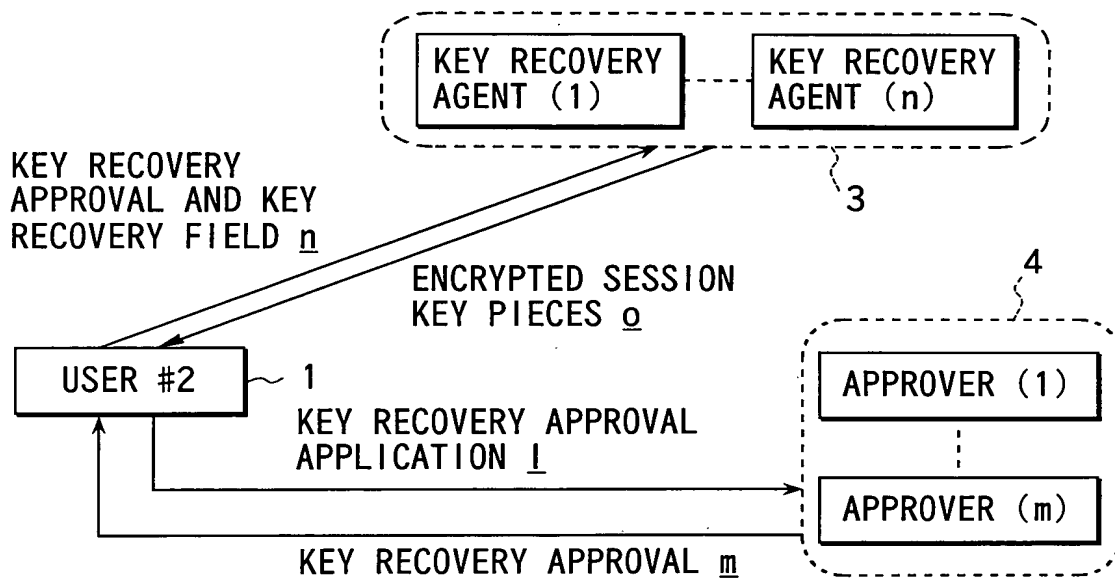 KEY RECOVERY
AGENT (1)
KEY RECOVERY
AGENT (n)
3
KEY RECOVERY
APPROVAL AND KEY
RECOVERY FIELD n
ENCRYPTED SESSION
KEY PIECES o
4
USER #2
1
APPROVER (1)
KEY RECOVERY APPROVAL
APPLICATION l
APPROVER (m)
KEY RECOVERY APPROVAL m